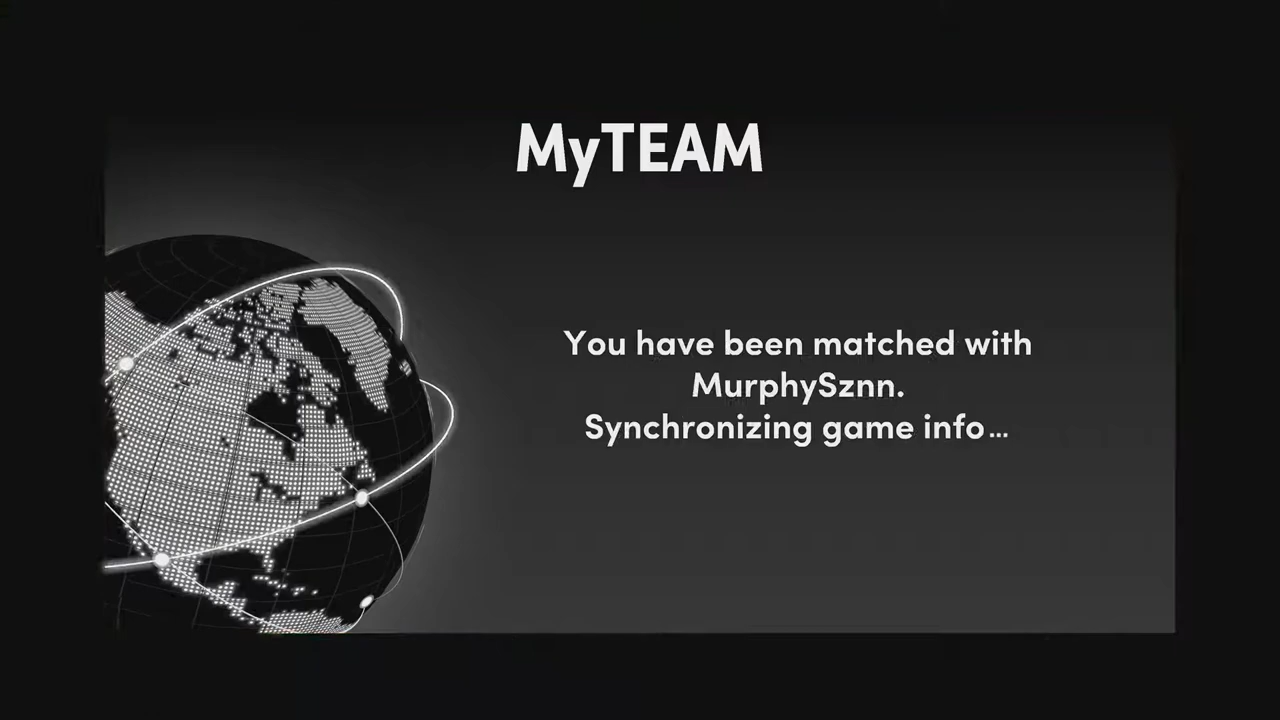 MyTEAM
You have been matched with
MurphySznn.
Synchronizing game info...